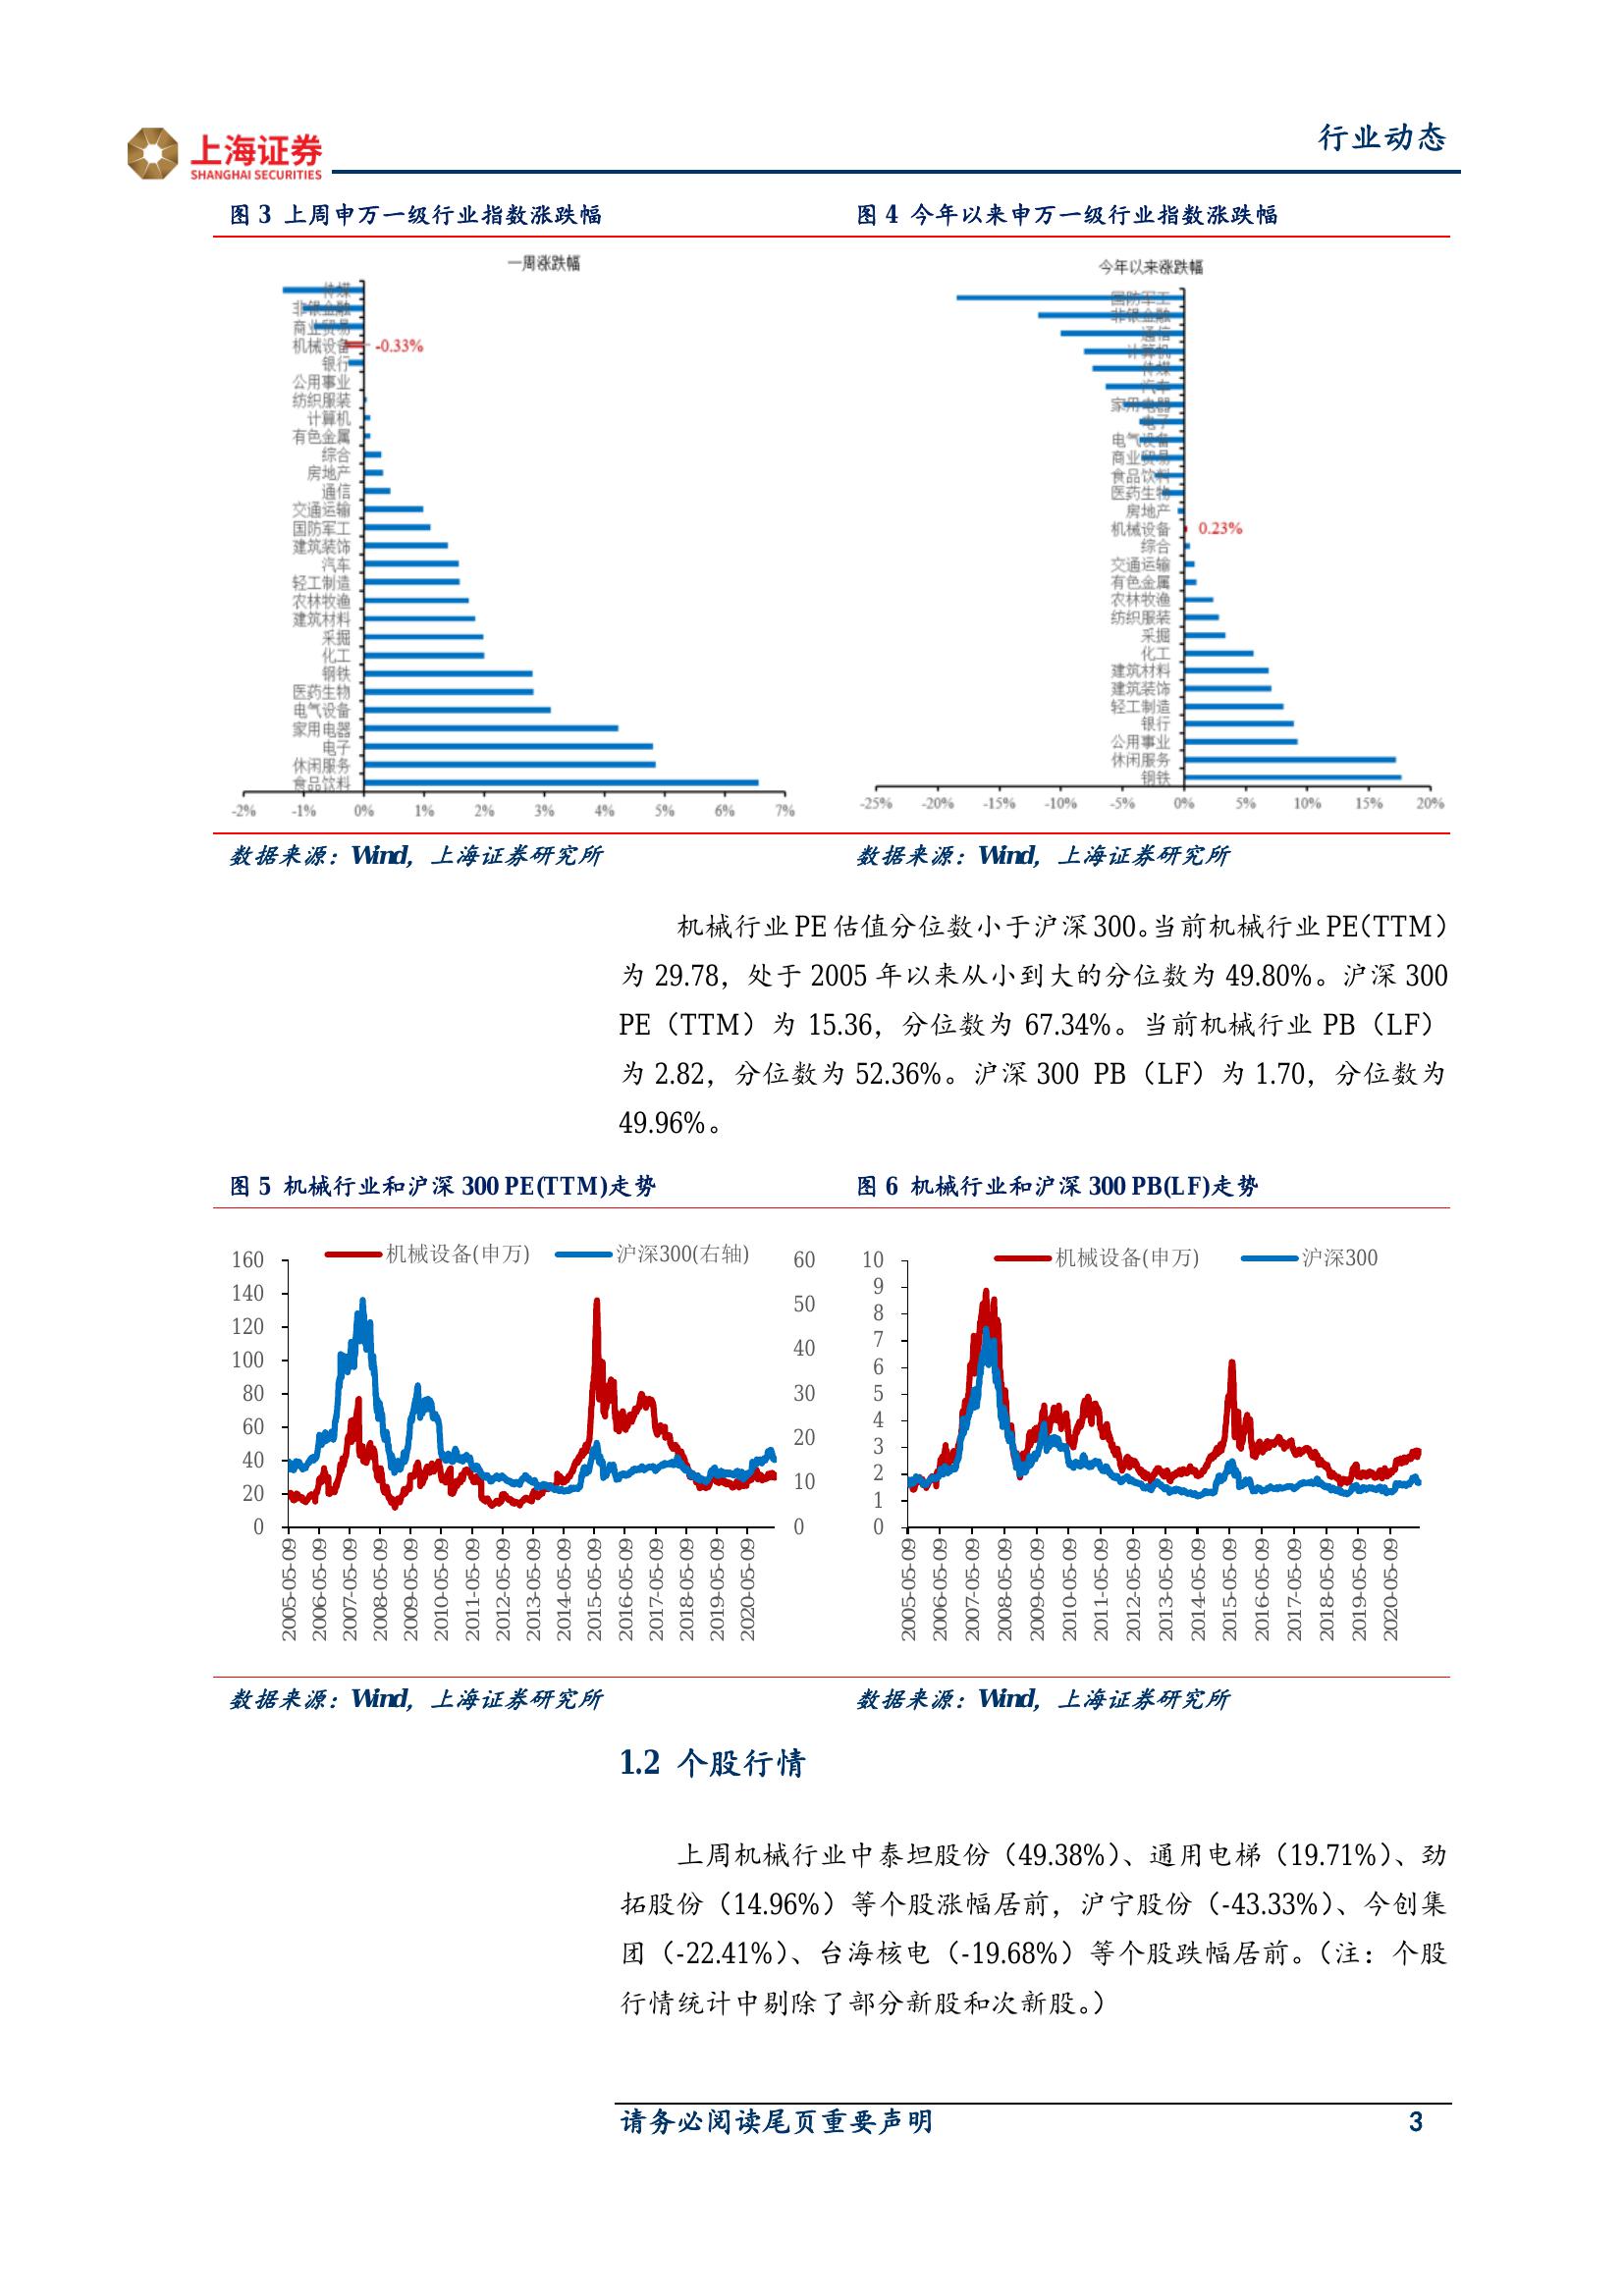 上海证券
SHANGHAI SECURITIES
行业动态
图 3 上周申万一级行业指数涨跌幅
一周涨跌幅
传媒
非银金融
商业贸易
机械设备 -0.33%
银行
公用事业
纺织服装
计算机
有色金属
综合
房地产
通信
交通运输
国防军工
建筑装饰
汽车
轻工制造
农林牧渔
建筑材料
采掘
化工
钢铁
医药生物
电气设备
家用电器
电子
休闲服务
食品饮料
-2% -1% 0% 1% 2% 3% 4% 5% 6% 7%
数据来源：Wind，上海证券研究所
图 4 今年以来申万一级行业指数涨跌幅
今年以来涨跌幅
国防军工
非银金融
通信
计算机
传媒
汽车
家用电器
电子
电气设备
商业贸易
食品饮料
医药生物
房地产
机械设备 0.23%
综合
交通运输
有色金属
农林牧渔
纺织服装
采掘
化工
建筑材料
建筑装饰
轻工制造
银行
公用事业
休闲服务
钢铁
-25% -20% -15% -10% -5% 0% 5% 10% 15% 20%
数据来源：Wind，上海证券研究所
机械行业 PE 估值分位数小于沪深 300。当前机械行业 PE（TTM）
为 29.78，处于 2005 年以来从小到大的分位数为 49.80%。沪深 300
PE（TTM）为 15.36，分位数为 67.34%。当前机械行业 PB（LF）
为 2.82，分位数为 52.36%。沪深 300 PB（LF）为 1.70，分位数为
49.96%。
图 5 机械行业和沪深 300 PE(TTM)走势
机械设备(申万) 沪深300(右轴)
160
140
120
100
80
60
40
20
0
60
50
40
30
20
10
0
2005-05-09 2006-05-09 2007-05-09 2008-05-09 2009-05-09 2010-05-09 2011-05-09 2012-05-09 2013-05-09 2014-05-09 2015-05-09 2016-05-09 2017-05-09 2018-05-09 2019-05-09 2020-05-09
数据来源：Wind，上海证券研究所
图 6 机械行业和沪深 300 PB(LF)走势
机械设备(申万) 沪深300
10
9
8
7
6
5
4
3
2
1
0
2005-05-09 2006-05-09 2007-05-09 2008-05-09 2009-05-09 2010-05-09 2011-05-09 2012-05-09 2013-05-09 2014-05-09 2015-05-09 2016-05-09 2017-05-09 2018-05-09 2019-05-09 2020-05-09
数据来源：Wind，上海证券研究所
1.2 个股行情
上周机械行业中泰坦股份（49.38%）、通用电梯（19.71%）、劲
拓股份（14.96%）等个股涨幅居前，沪宁股份（-43.33%）、今创集
团（-22.41%）、台海核电（-19.68%）等个股跌幅居前。（注：个股
行情统计中剔除了部分新股和次新股。）
请务必阅读尾页重要声明
3